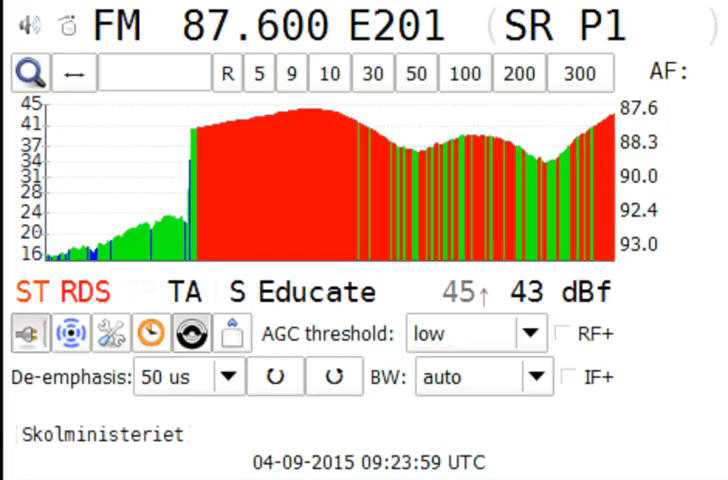 FM 87.600 E201 ( SR P1 )
R 5 9 10 30 50 100 200 300 AF:
45
41
37
34
31
28
24
20
16
87.6
88.3
90.0
92.4
93.0
ST RDS TP TA S Educate 45↑ 43 dBf
AGC threshold: low RF+
De-emphasis: 50 us BW: auto IF+
Skolministeriet
04-09-2015 09:23:59 UTC